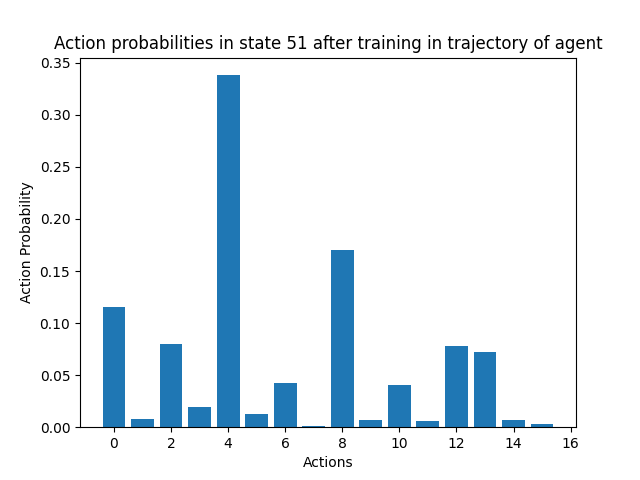 Action probabilities in state 51 after training in trajectory of agent
0.35
0.30
0.25
0.20
0.15
0.10
0.05
0.00
Action Probability
0 2 4 6 8 10 12 14 16
Actions